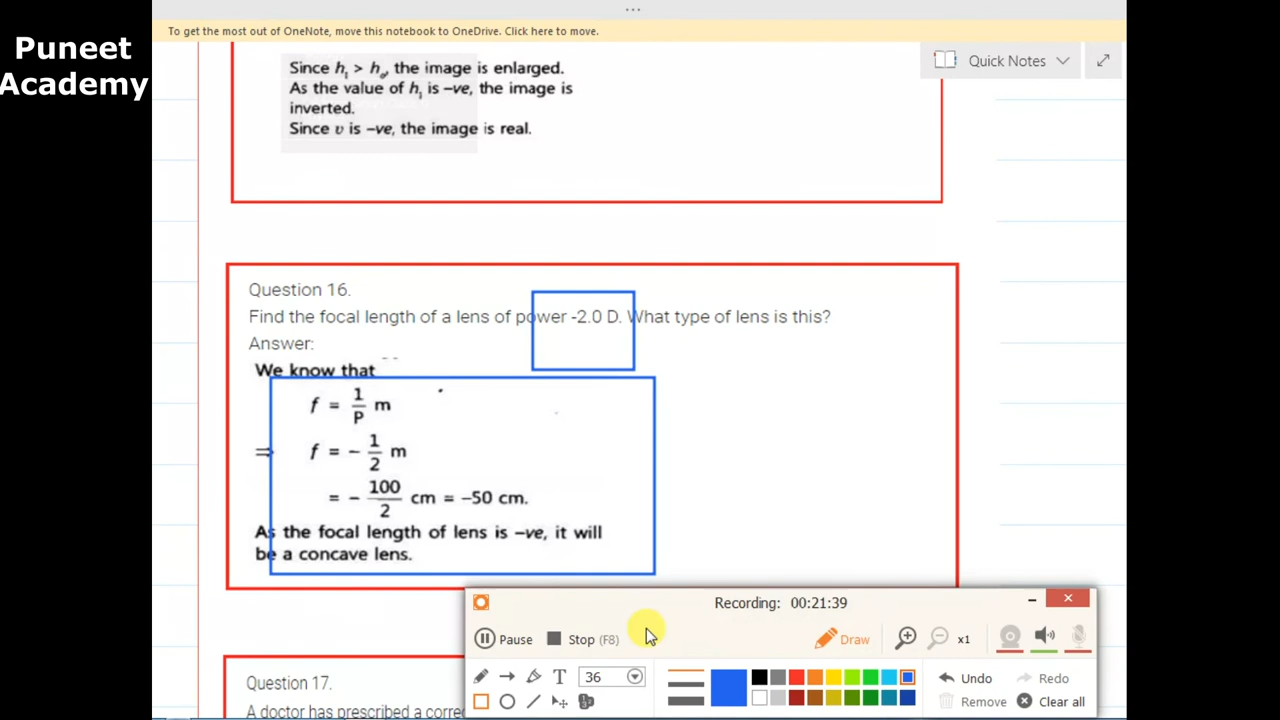 Puneet
Academy
...
To get the most out of OneNote, move this notebook to OneDrive. Click here to move.
Quick Notes
Since hi > ho, the image is enlarged.
As the value of hi is –ve, the image is
inverted.
Since υ is –ve, the image is real.
Question 16.
Find the focal length of a lens of power -2.0 D. What type of lens is this?
Answer:
We know that
f = 1/P m
⇒ f = – 1/2 m
= – 100/2 cm = –50 cm.
As the focal length of lens is –ve, it will
be a concave lens.
Question 17.
A doctor has prescribed a corre
Recording: 00:21:39
Pause Stop (F8) Draw x1
T 36 Undo Redo
Remove Clear all